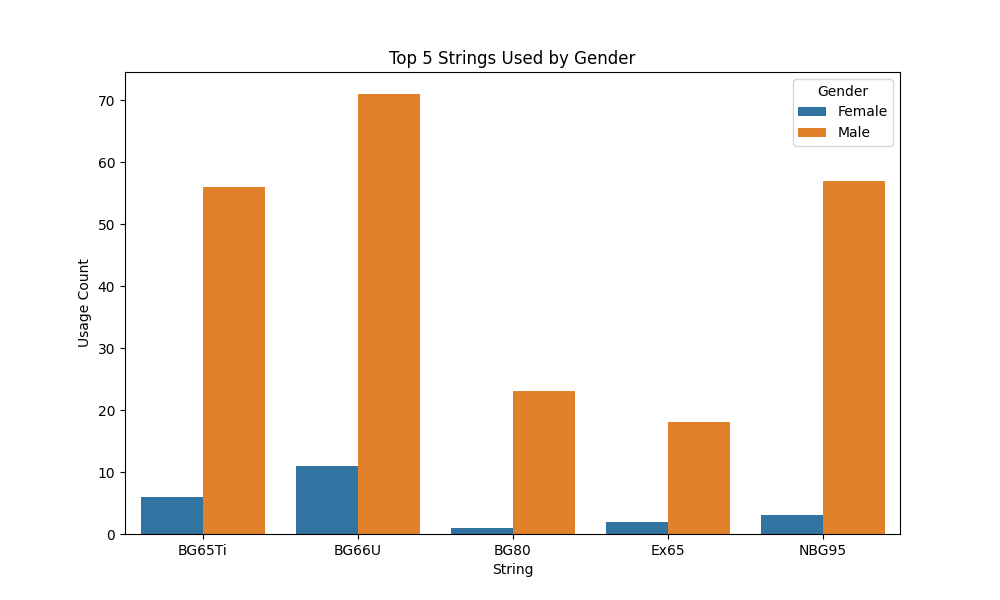 Top 5 Strings Used by Gender
Gender
Female
Male
Usage Count
70
60
50
40
30
20
10
0
BG65Ti
BG66U
BG80
Ex65
NBG95
String